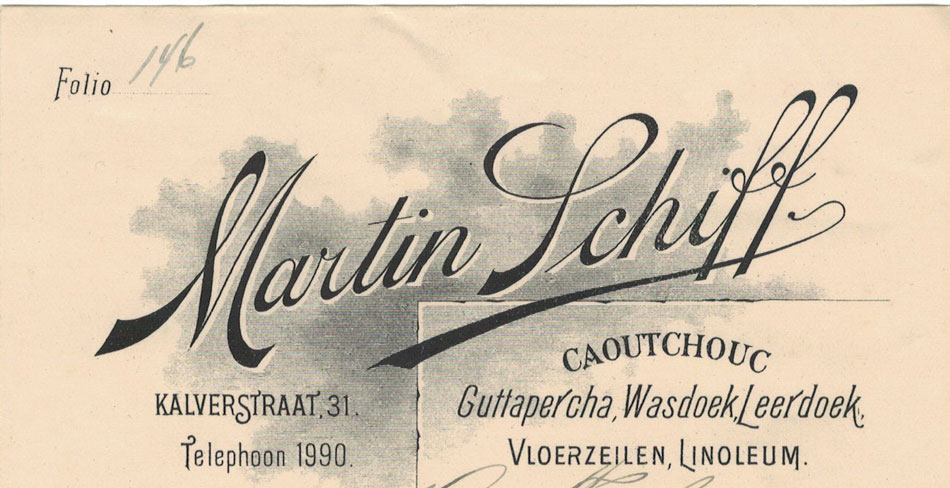 Folio 146
Martin Schiff.
CAOUTCHOUC
KALVERSTRAAT, 31.
Guttapercha, Wasdoek, Leerdoek,
Telephoon 1990.
VLOERZEILEN, LINOLEUM.